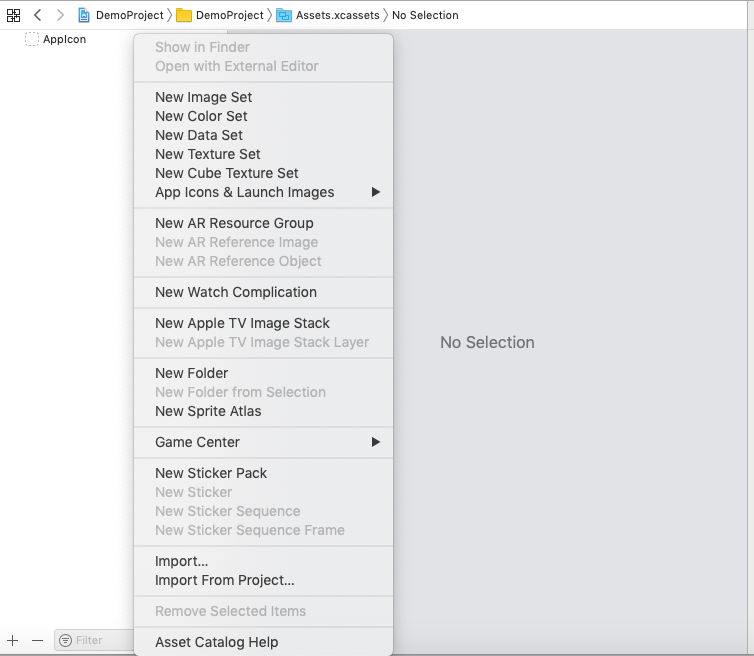 DemoProject DemoProject Assets.xcassets No Selection
AppIcon
Show in Finder
Open with External Editor
New Image Set
New Color Set
New Data Set
New Texture Set
New Cube Texture Set
App Icons & Launch Images
New AR Resource Group
New AR Reference Image
New AR Reference Object
New Watch Complication
New Apple TV Image Stack
New Apple TV Image Stack Layer
New Folder
New Folder from Selection
New Sprite Atlas
Game Center
New Sticker Pack
New Sticker
New Sticker Sequence
New Sticker Sequence Frame
Import...
Import From Project...
Remove Selected Items
Asset Catalog Help
No Selection
Filter